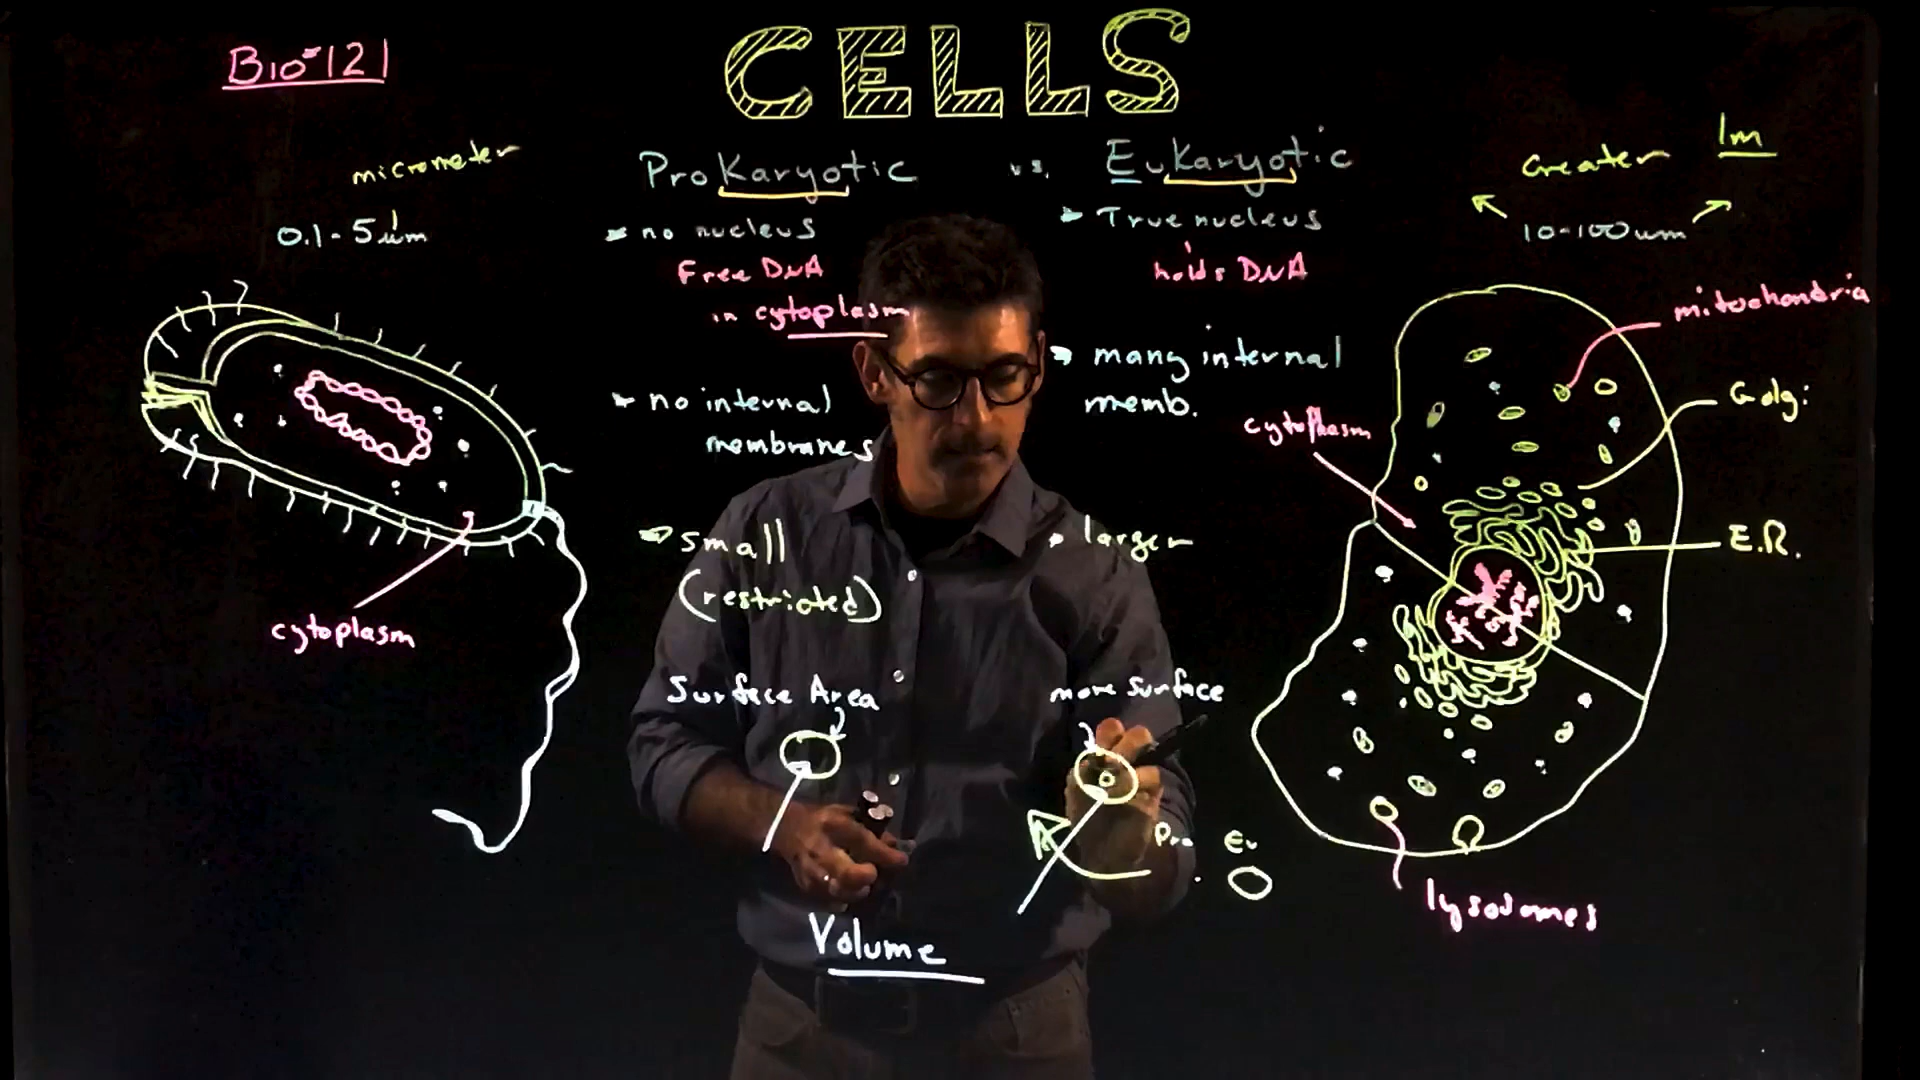 Bio-121
CELLS
micrometer
0.1-5um
ProKaryotic
vs.
EuKaryotic
no nucleus
Free DNA
in cytoplasm
no internal
membranes
small
(restricted)
Surface Area
Volume
True nucleus
holds DNA
many internal
memb.
larger
more surface
Pro
Eu
cytoplasm
Greater
1m
10-100um
mitochondria
Golgi
E.R.
cytoplasm
lysosomes